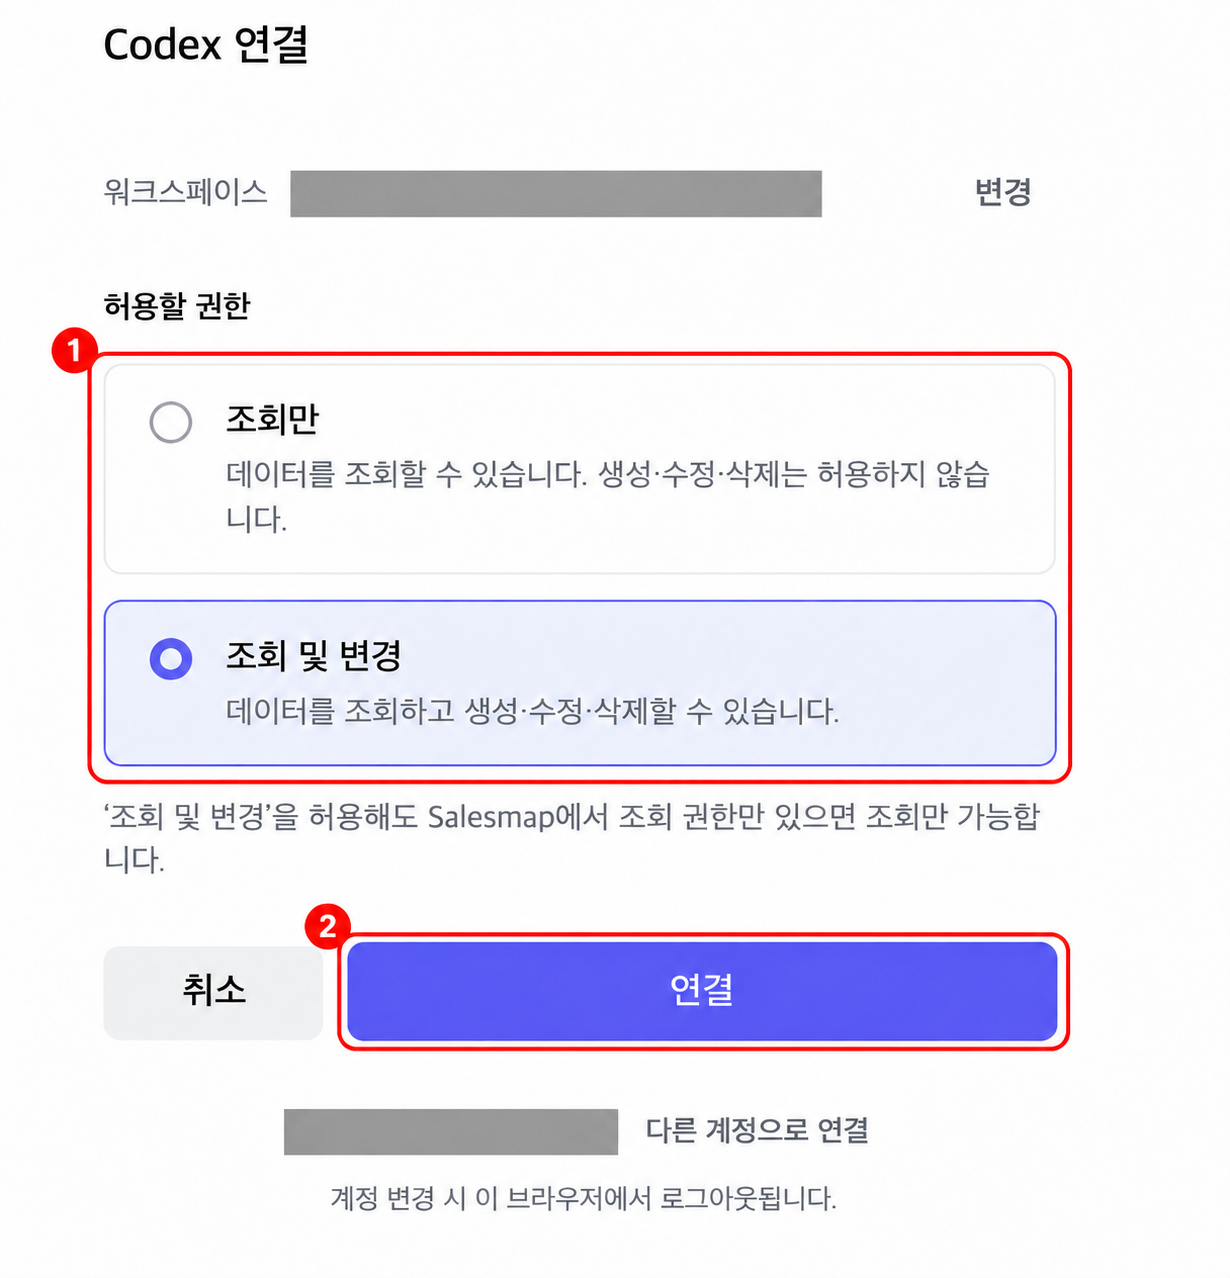 Codex 연결
워크스페이스
변경
허용할 권한
1
조회만
데이터를 조회할 수 있습니다. 생성·수정·삭제는 허용하지 않습
니다.
조회 및 변경
데이터를 조회하고 생성·수정·삭제할 수 있습니다.
‘조회 및 변경’을 허용해도 Salesmap에서 조회 권한만 있으면 조회만 가능합
니다.
2
취소
연결
다른 계정으로 연결
계정 변경 시 이 브라우저에서 로그아웃됩니다.